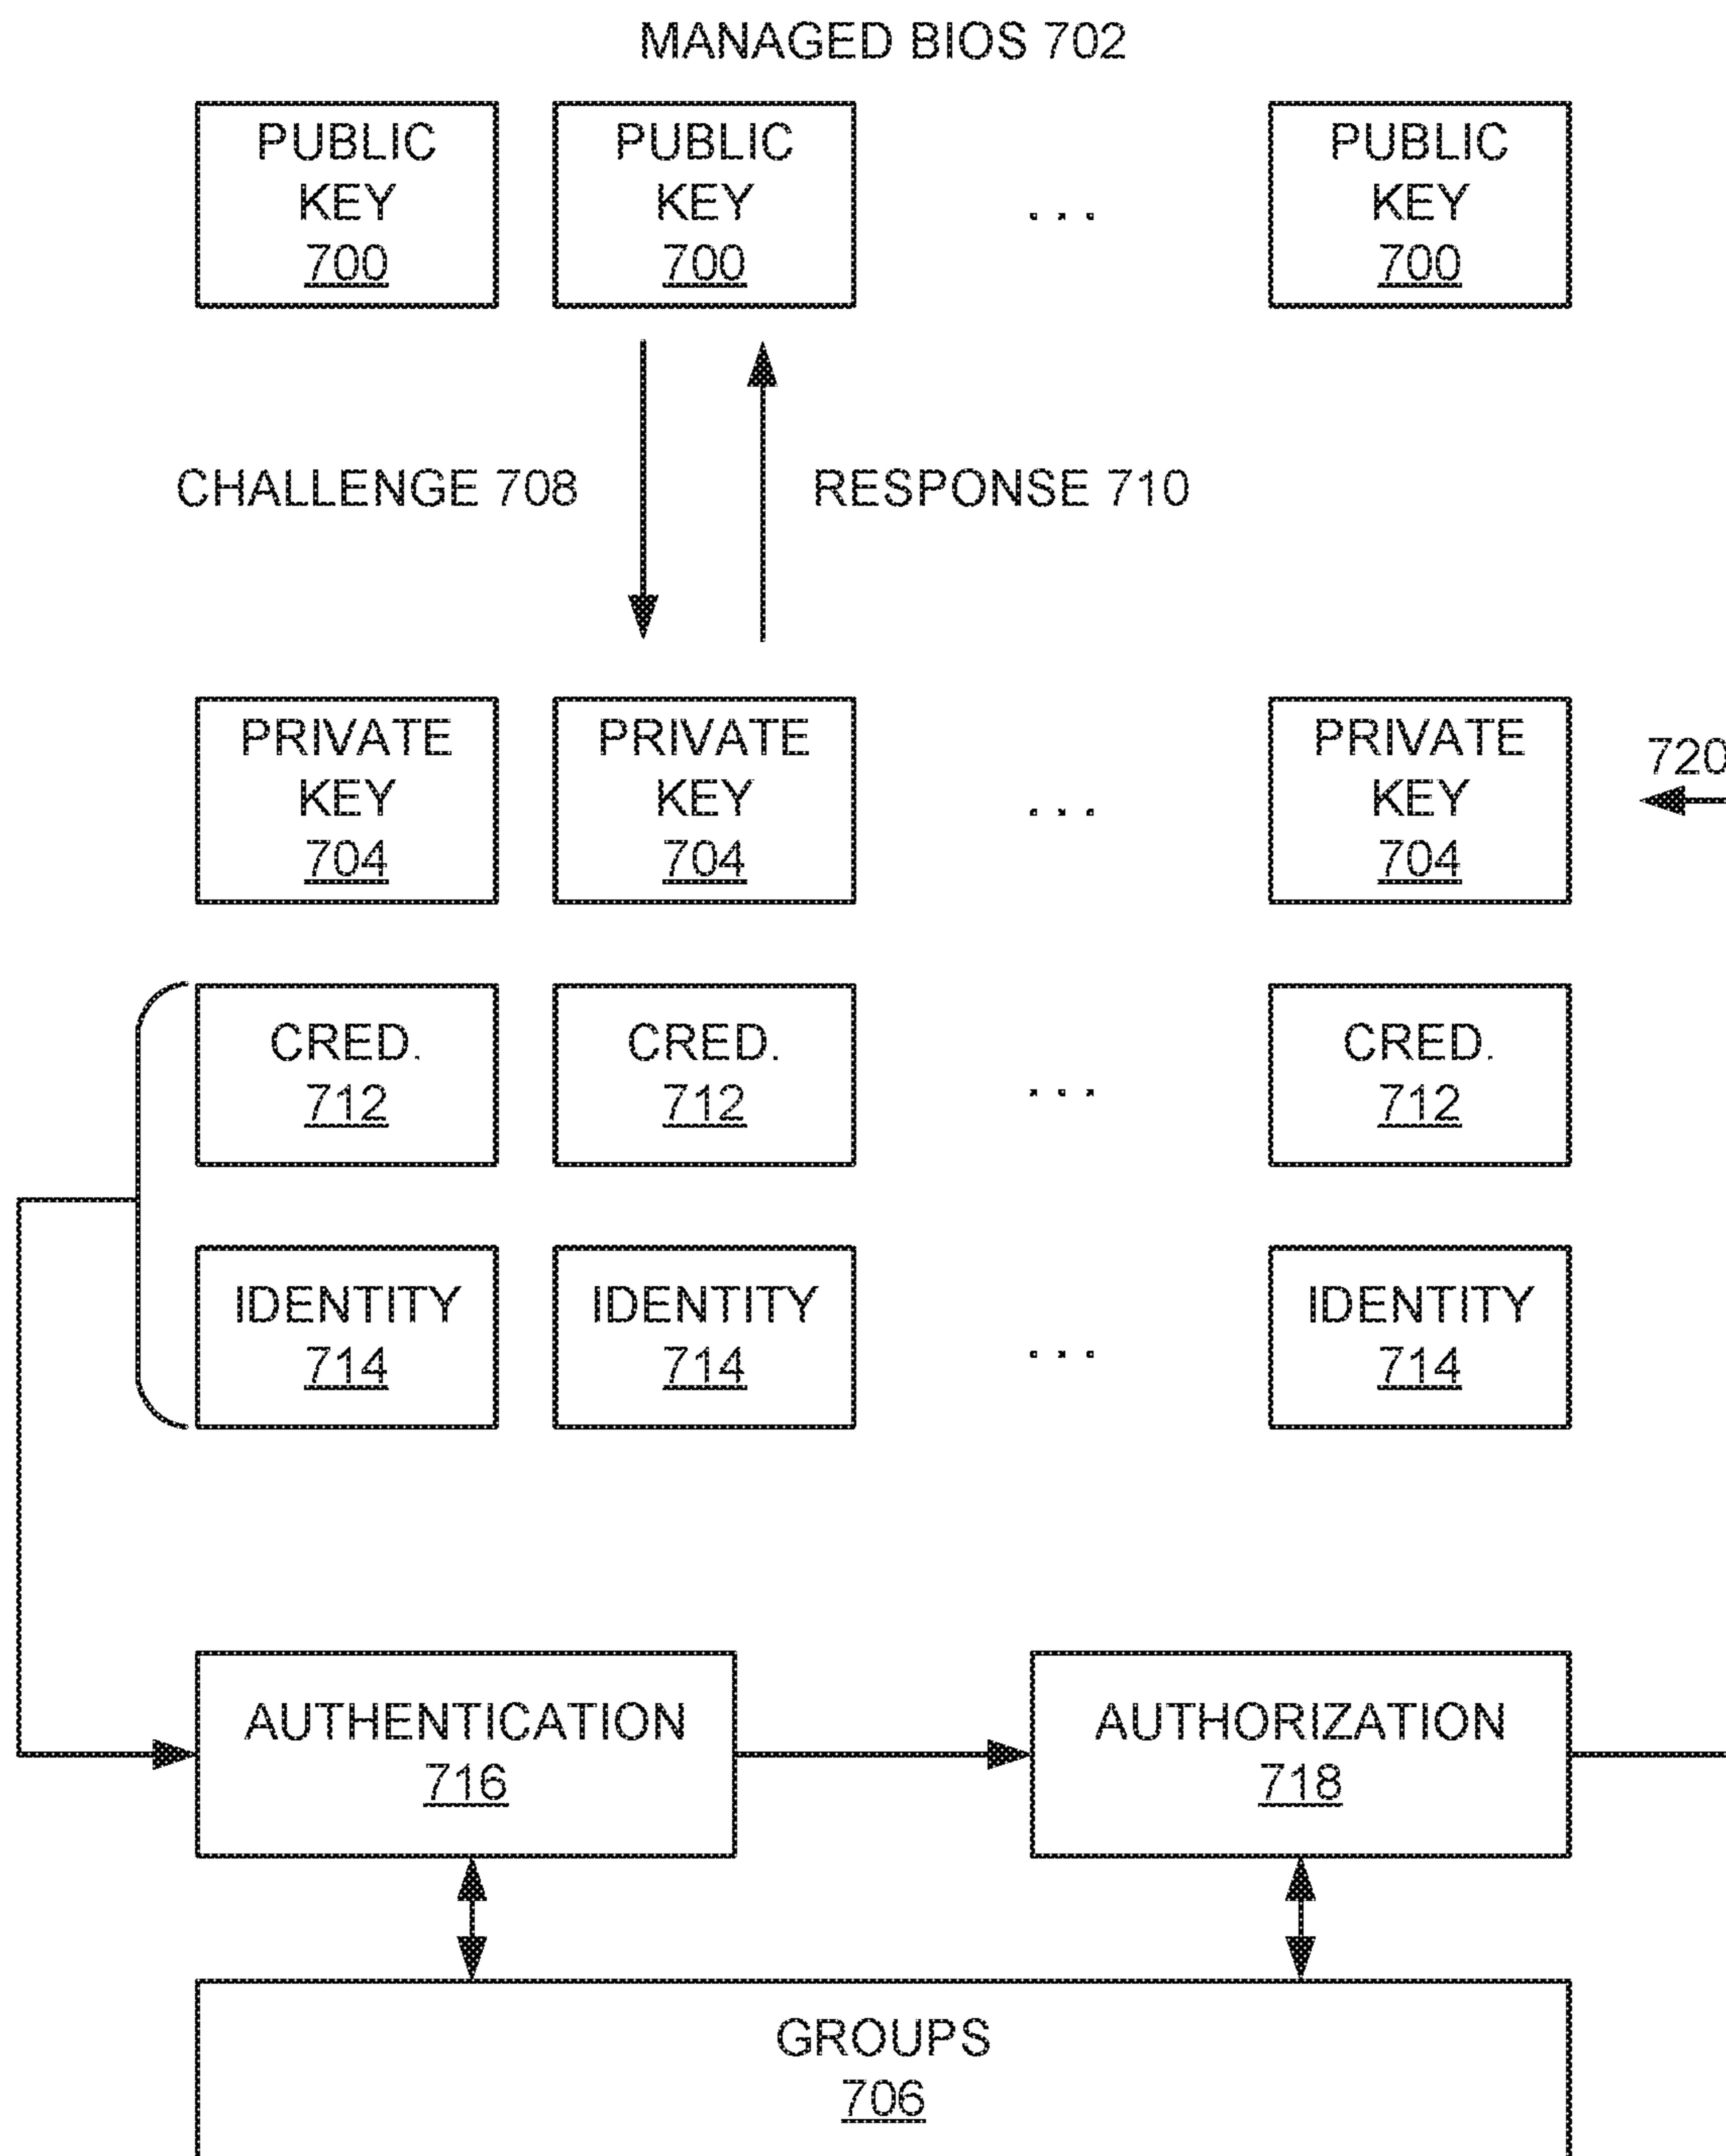 MANAGED BIOS 702
PUBLIC KEY 700
PUBLIC KEY 700
...
PUBLIC KEY 700
CHALLENGE 708
RESPONSE 710
PRIVATE KEY 704
PRIVATE KEY 704
...
PRIVATE KEY 704
720
CRED. 712
CRED. 712
...
CRED. 712
IDENTITY 714
IDENTITY 714
...
IDENTITY 714
AUTHENTICATION 716
AUTHORIZATION 718
GROUPS 706